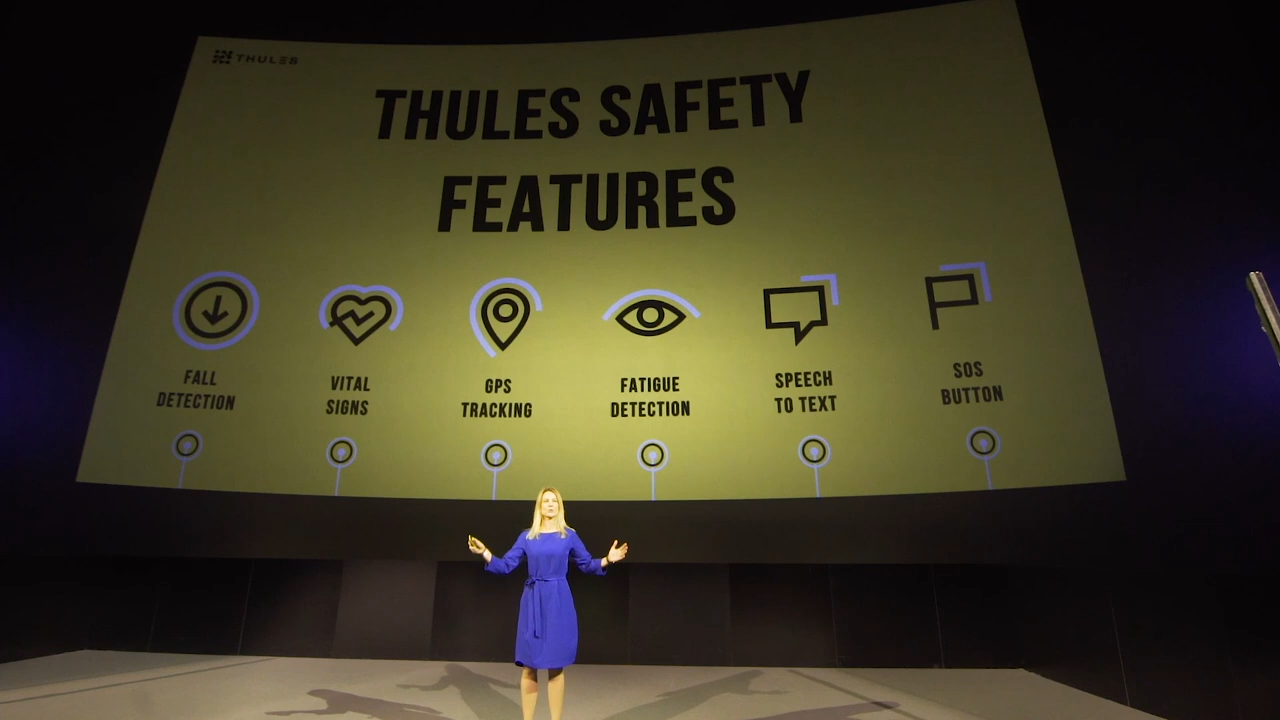 THULES
THULES SAFETY
FEATURES
FALL
DETECTION
VITAL
SIGNS
GPS
TRACKING
FATIGUE
DETECTION
SPEECH
TO TEXT
SOS
BUTTON